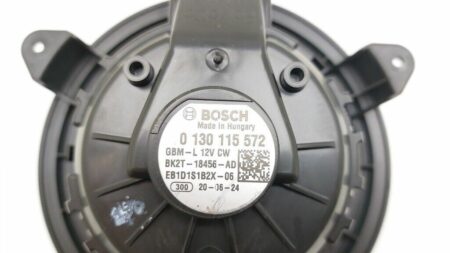 BOSCH
Made in Hungary
0 130 115 572
GBM-L 12V CW
BK2T-18456-AD
EB1D1S1B2X-06
300 20-06-24